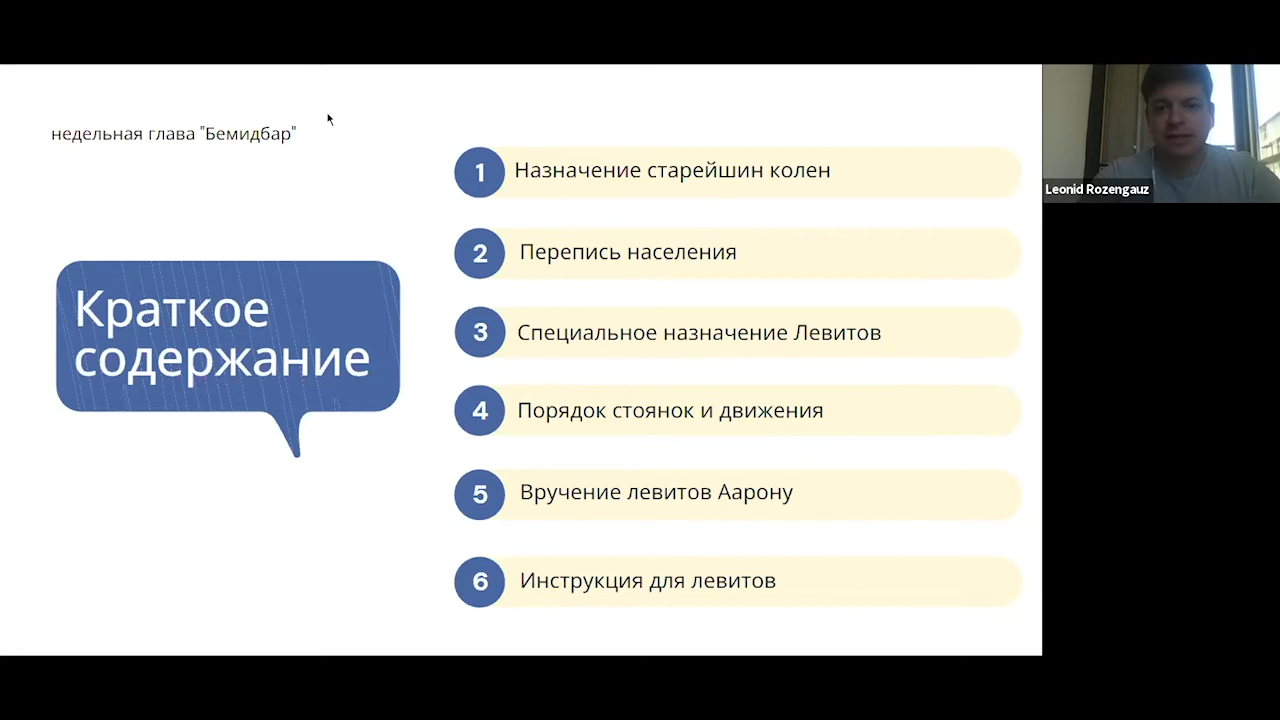 недельная глава "Бемидбар"
Краткое
содержание
1 Назначение старейшин колен
2 Перепись населения
3 Специальное назначение Левитов
4 Порядок стоянок и движения
5 Вручение левитов Аарону
6 Инструкция для левитов
Leonid Rozengauz